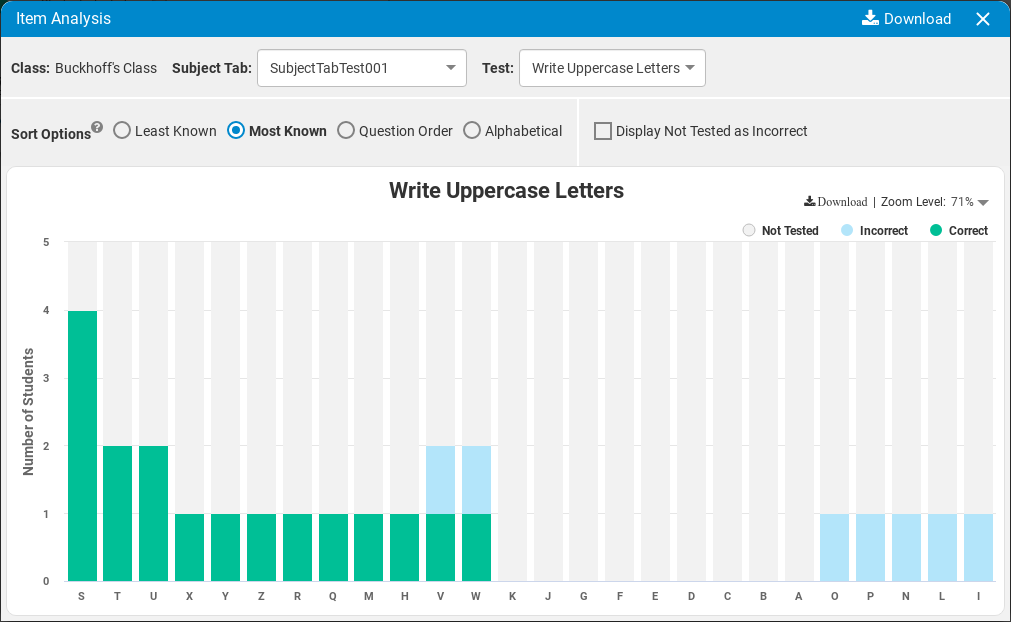 Item Analysis Download
Class: Buckhoff's Class Subject Tab: SubjectTabTest001 Test: Write Uppercase Letters
Sort Options ? Least Known Most Known Question Order Alphabetical Display Not Tested as Incorrect
Write Uppercase Letters
Download | Zoom Level: 71%
Not Tested Incorrect Correct
Number of Students
5
4
3
2
1
0
S T U X Y Z R Q M H V W K J G F E D C B A O P N L I